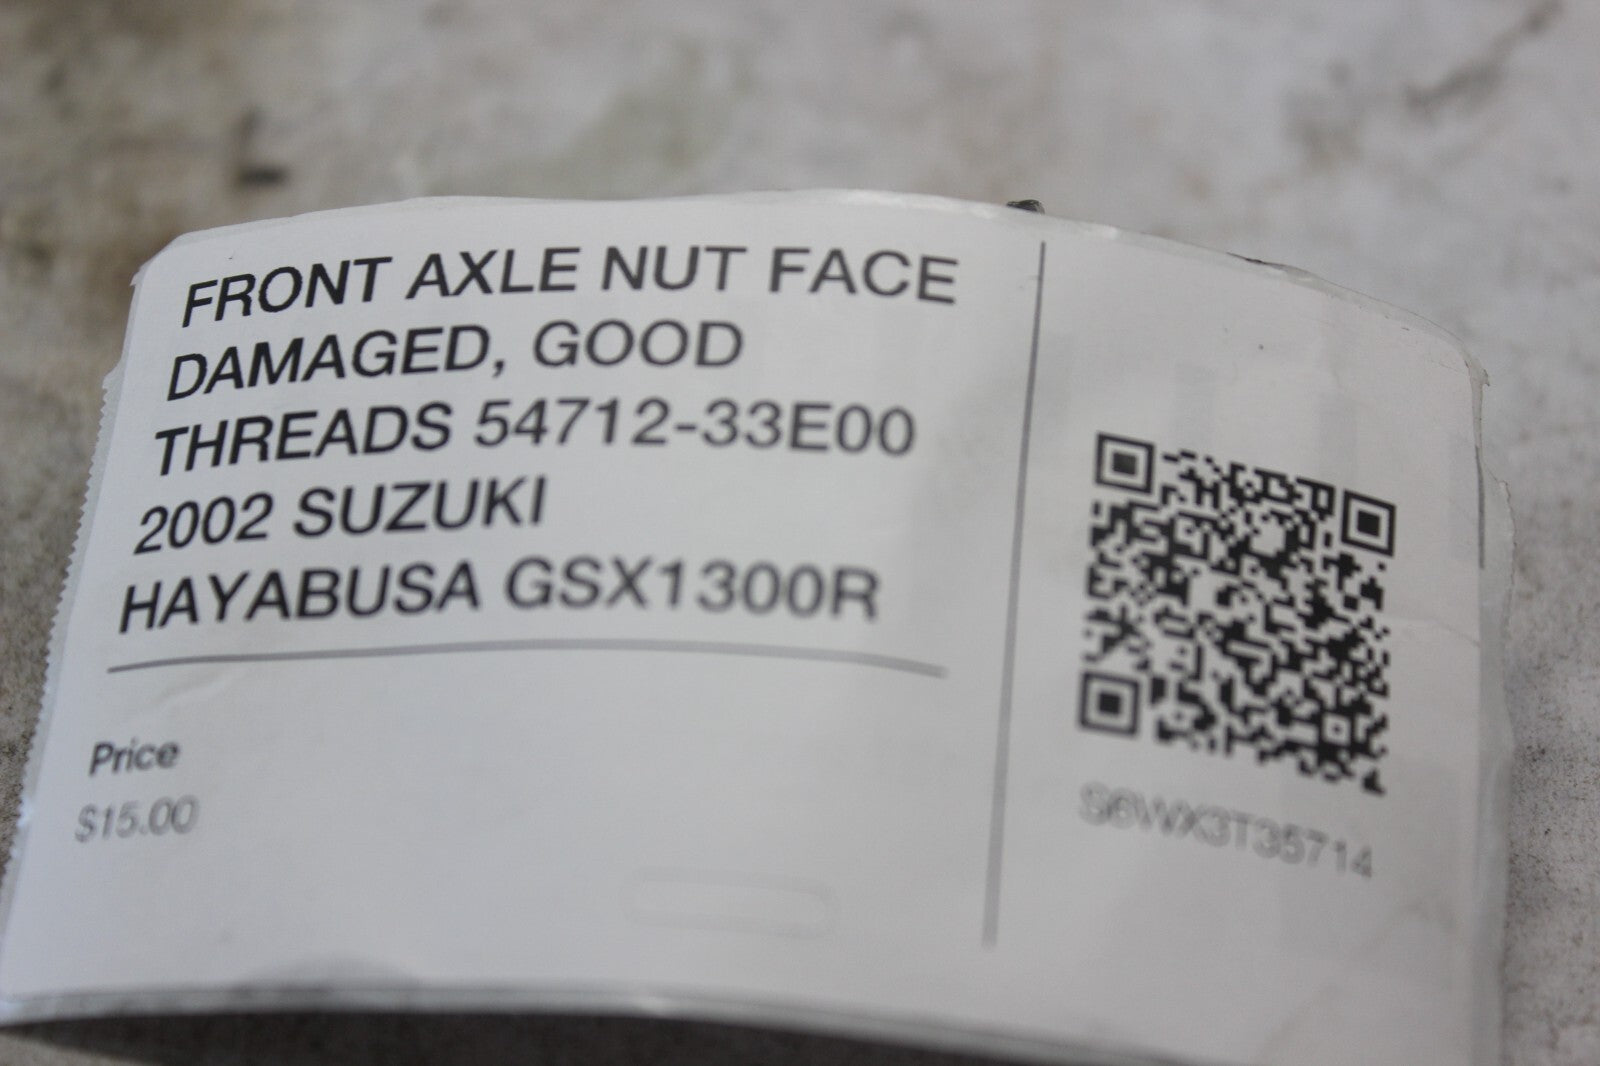 FRONT AXLE NUT FACE
DAMAGED, GOOD
THREADS 54712-33E00
2002 SUZUKI
HAYABUSA GSX1300R
Price
$15.00
S6WX3T35714